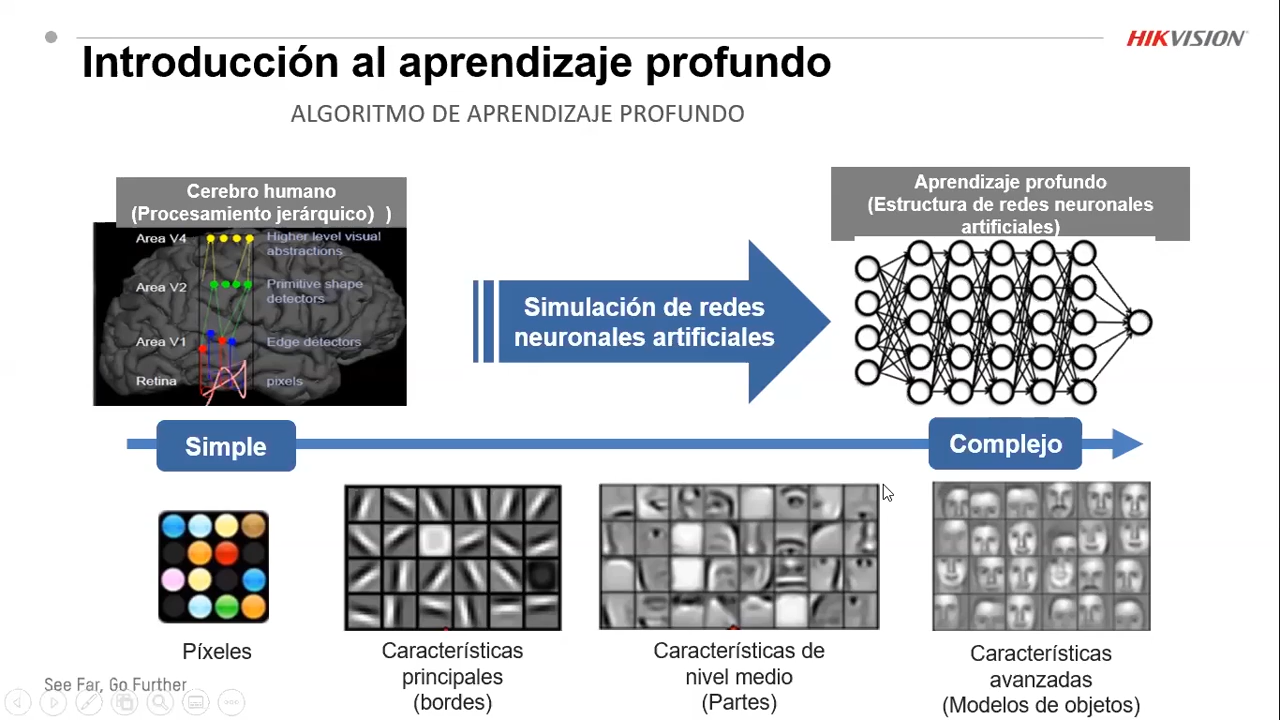 HIKVISION
Introducción al aprendizaje profundo
ALGORITMO DE APRENDIZAJE PROFUNDO
Cerebro humano
(Procesamiento jerárquico） )
Area V4
Higher level visual
abstractions
Area V2
Primitive shape
detectors
Area V1
Edge detectors
Retina
pixels
Simulación de redes
neuronales artificiales
Aprendizaje profundo
(Estructura de redes neuronales
artificiales)
Simple
Complejo
Píxeles
Características
principales
(bordes)
Características de
nivel medio
(Partes)
Características
avanzadas
(Modelos de objetos)
See Far, Go Further